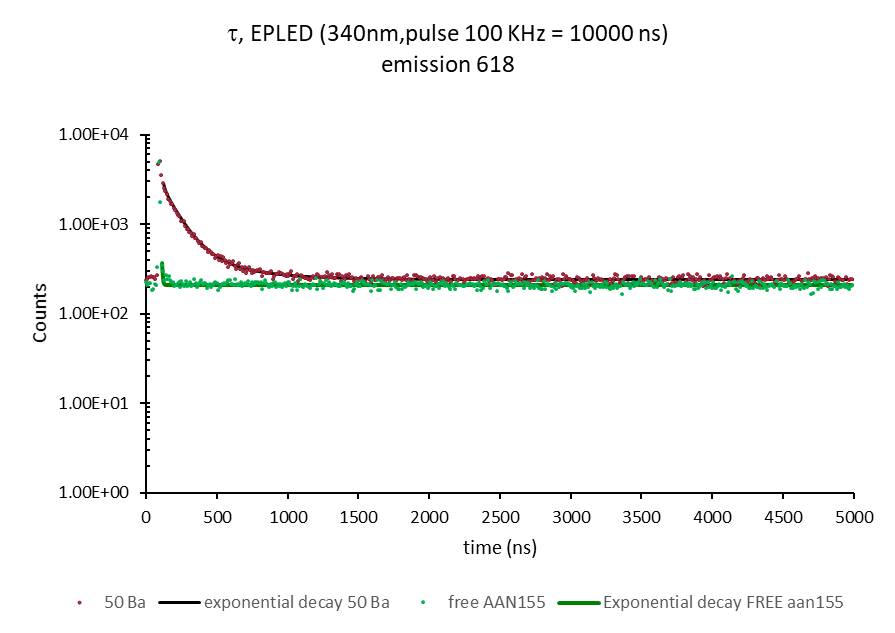 τ, EPLED (340nm,pulse 100 KHz = 10000 ns)
emission 618
1.00E+04
1.00E+03
1.00E+02
1.00E+01
1.00E+00
Counts
0 500 1000 1500 2000 2500 3000 3500 4000 4500 5000
time (ns)
50 Ba exponential decay 50 Ba free AAN155 Exponential decay FREE aan155